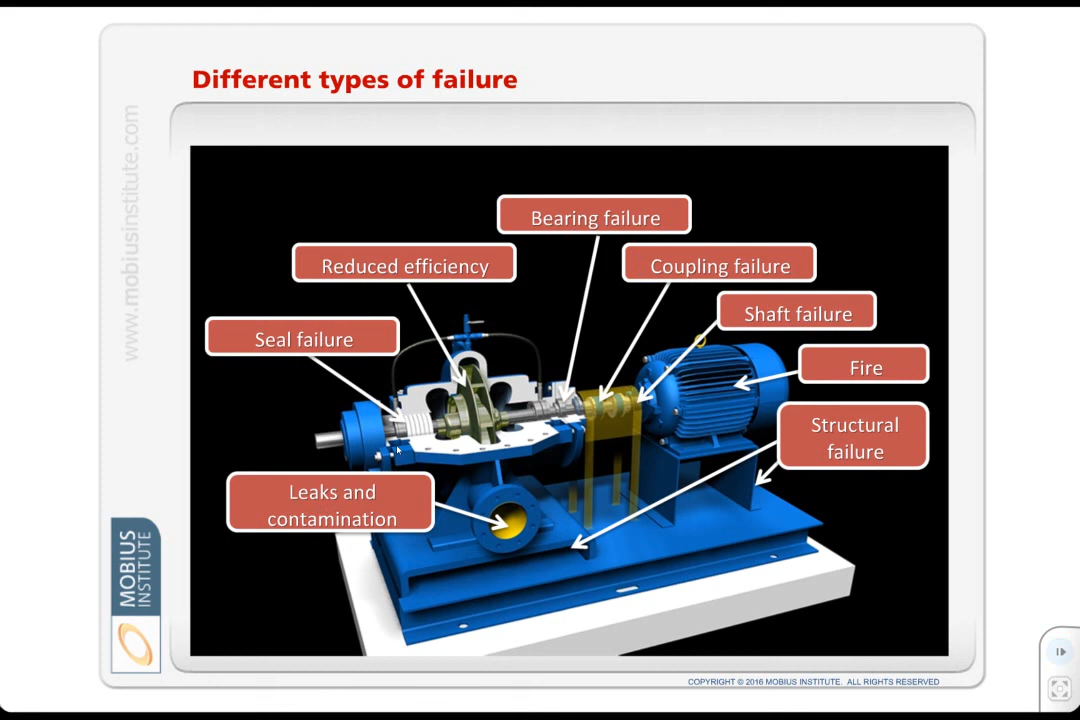 Different types of failure
www.mobiusinstitute.com
Bearing failure
Reduced efficiency
Coupling failure
Shaft failure
Seal failure
Fire
Structural
failure
Leaks and
contamination
MOBIUS
INSTITUTE
COPYRIGHT © 2016 MOBIUS INSTITUTE. ALL RIGHTS RESERVED